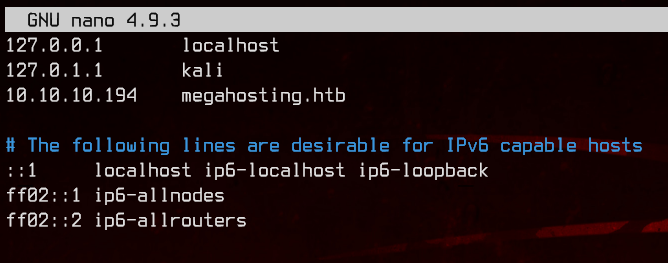 GNU nano 4.9.3
127.0.0.1 localhost
127.0.1.1 kali
10.10.10.194 megahosting.htb
# The following lines are desirable for IPv6 capable hosts
::1 localhost ip6-localhost ip6-loopback
ff02::1 ip6-allnodes
ff02::2 ip6-allrouters